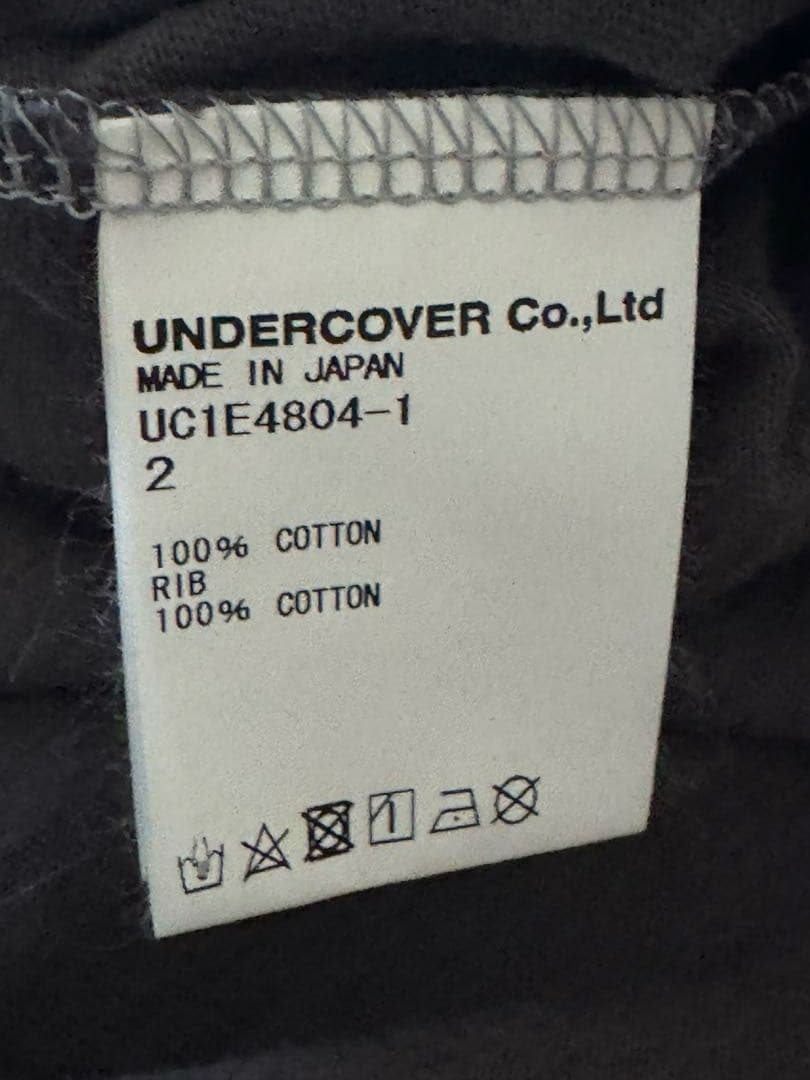 UNDERCOVER Co.,Ltd
MADE IN JAPAN
UC1E4804-1
2
100% COTTON
RIB
100% COTTON